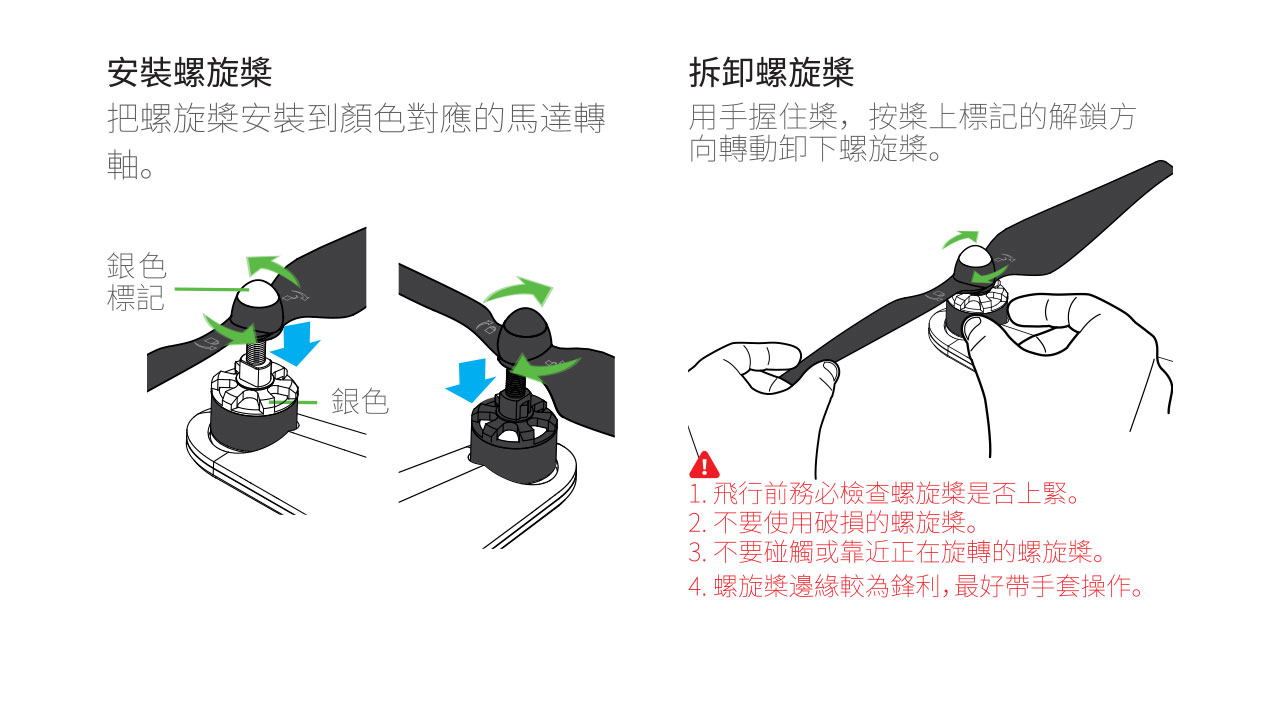 安裝螺旋槳
把螺旋槳安裝到顏色對應的馬達轉
軸。
銀色
標記
銀色
拆卸螺旋槳
用手握住槳，按槳上標記的解鎖方
向轉動卸下螺旋槳。
1. 飛行前務必檢查螺旋槳是否上緊。
2. 不要使用破損的螺旋槳。
3. 不要碰觸或靠近正在旋轉的螺旋槳。
4. 螺旋槳邊緣較為鋒利，最好帶手套操作。